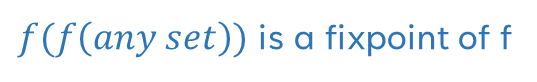 f(f(any set)) is a fixpoint of f